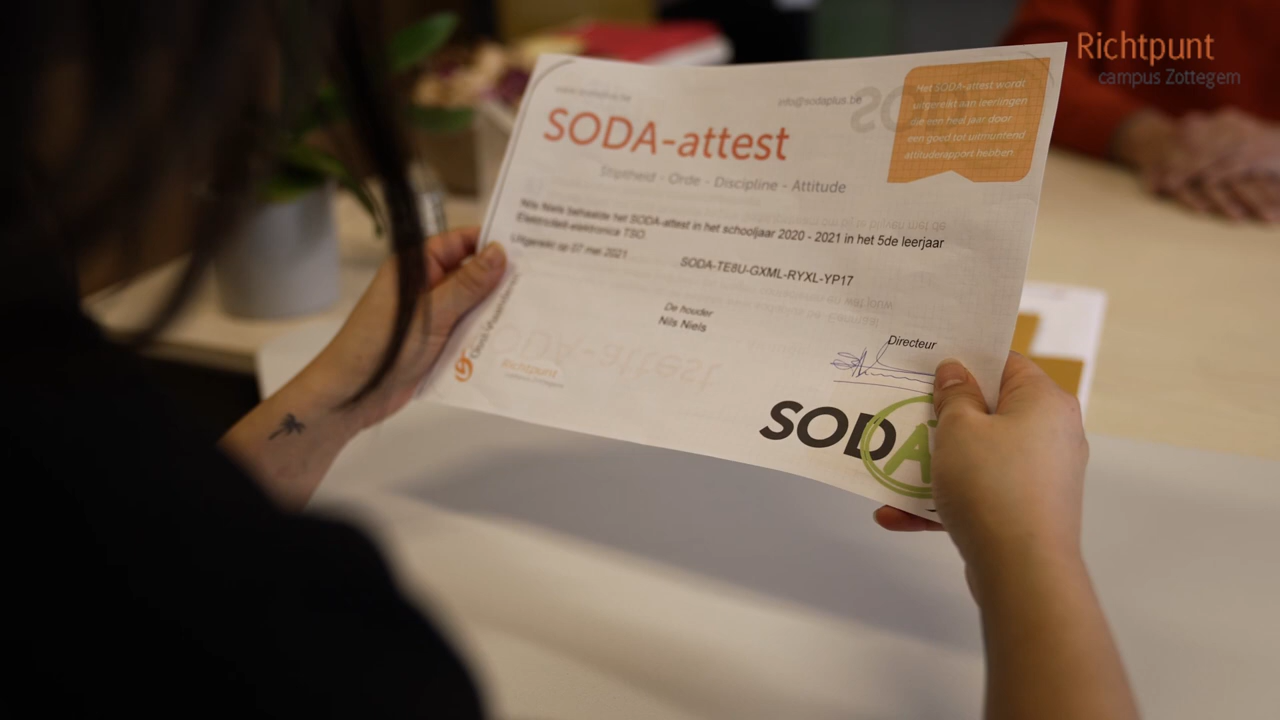 Richtpunt
campus Zottegem
info@sodaplus.be
Het SODA-attest wordt
uitgereikt aan leerlingen
die een heel jaar door
een goed tot uitmuntend
attituderapport hebben.
SODA-attest
Stiptheid - Orde - Discipline - Attitude
Nils Niels behaalde het SODA-attest in het schooljaar 2020 - 2021 in het 5de leerjaar
Elektriciteit-elektronica TSO.
Uitgereikt op 07 mei 2021
SODA-TE8U-GXML-RYXL-YP17
De houder
Nils Niels
Directeur
Richtpunt
campus Zottegem
SODA